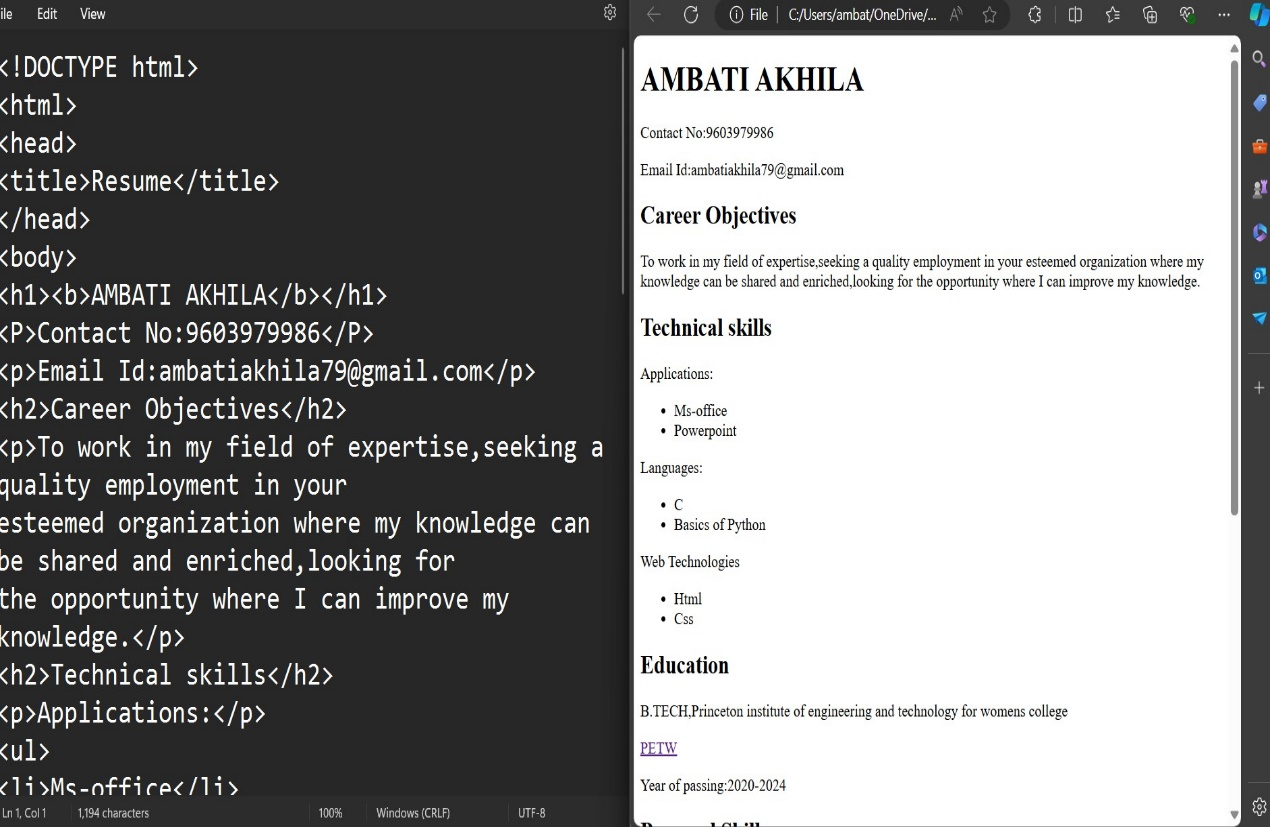 ile Edit View
<!DOCTYPE html>
<html>
<head>
<title>Resume</title>
</head>
<body>
<h1><b>AMBATI AKHILA</b></h1>
<P>Contact No:9603979986</P>
<p>Email Id:ambatiakhila79@gmail.com</p>
<h2>Career Objectives</h2>
<p>To work in my field of expertise,seeking a
quality employment in your
esteemed organization where my knowledge can
be shared and enriched,looking for
the opportunity where I can improve my
knowledge.</p>
<h2>Technical skills</h2>
<p>Applications:</p>
<ul>
<li>Ms-office</li>
Ln 1, Col 1 1,194 characters 100% Windows (CRLF) UTF-8
File C:/Users/ambat/OneDrive/...
AMBATI AKHILA
Contact No:9603979986
Email Id:ambatiakhila79@gmail.com
Career Objectives
To work in my field of expertise,seeking a quality employment in your esteemed organization where my
knowledge can be shared and enriched,looking for the opportunity where I can improve my knowledge.
Technical skills
Applications:
• Ms-office
• Powerpoint
Languages:
• C
• Basics of Python
Web Technologies
• Html
• Css
Education
B.TECH,Princeton institute of engineering and technology for womens college
PETW
Year of passing:2020-2024